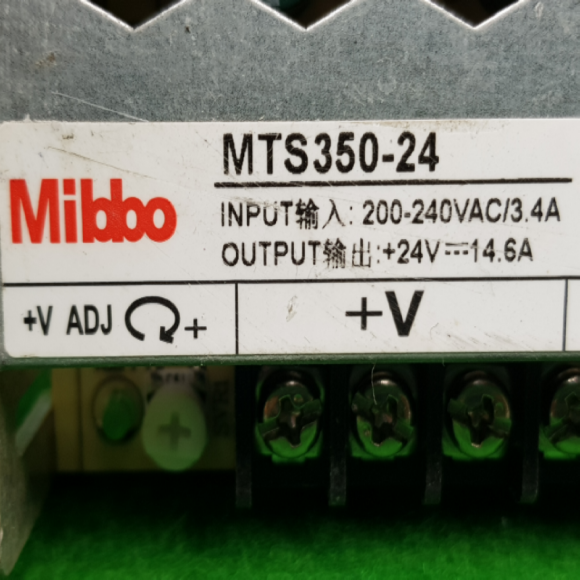 MTS350-24
Mibbo
INPUT输入: 200-240VAC/3.4A
OUTPUT输出:+24V⎓14.6A
+V ADJ +
+V